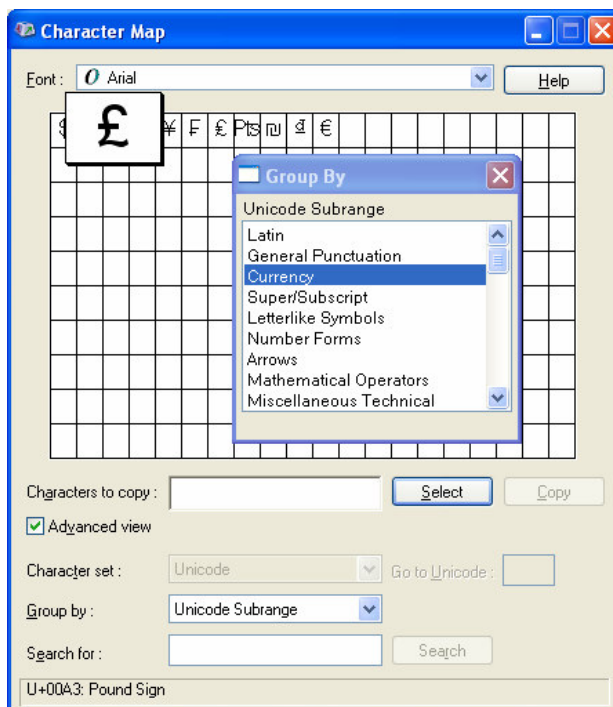 Character Map
Font : O Arial
Help
£
$ ¥ ₣ ₤ Pts ₪ ₫ €
Group By
Unicode Subrange
Latin
General Punctuation
Currency
Super/Subscript
Letterlike Symbols
Number Forms
Arrows
Mathematical Operators
Miscellaneous Technical
Characters to copy :
Select
Copy
Advanced view
Character set :
Unicode
Go to Unicode :
Group by :
Unicode Subrange
Search for :
Search
U+00A3: Pound Sign